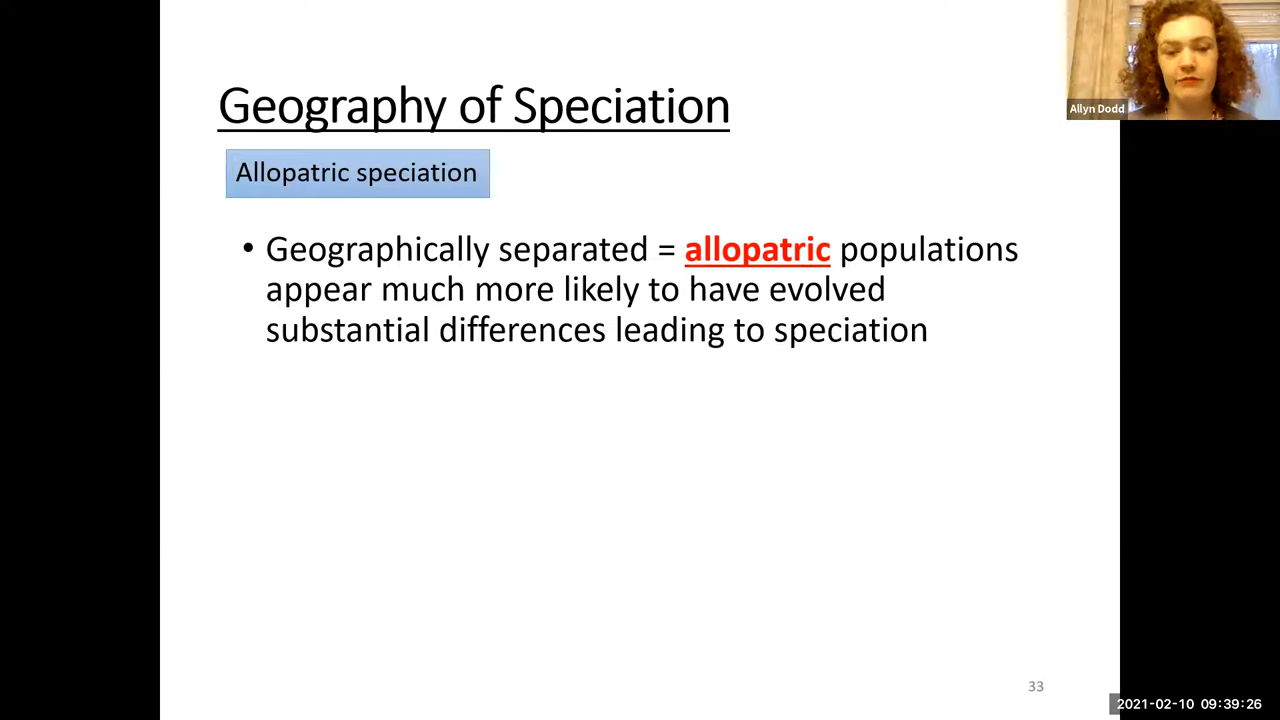 Geography of Speciation
Allyn Dodd
Allopatric speciation
• Geographically separated = allopatric populations
appear much more likely to have evolved
substantial differences leading to speciation
33
2021-02-10 09:39:26